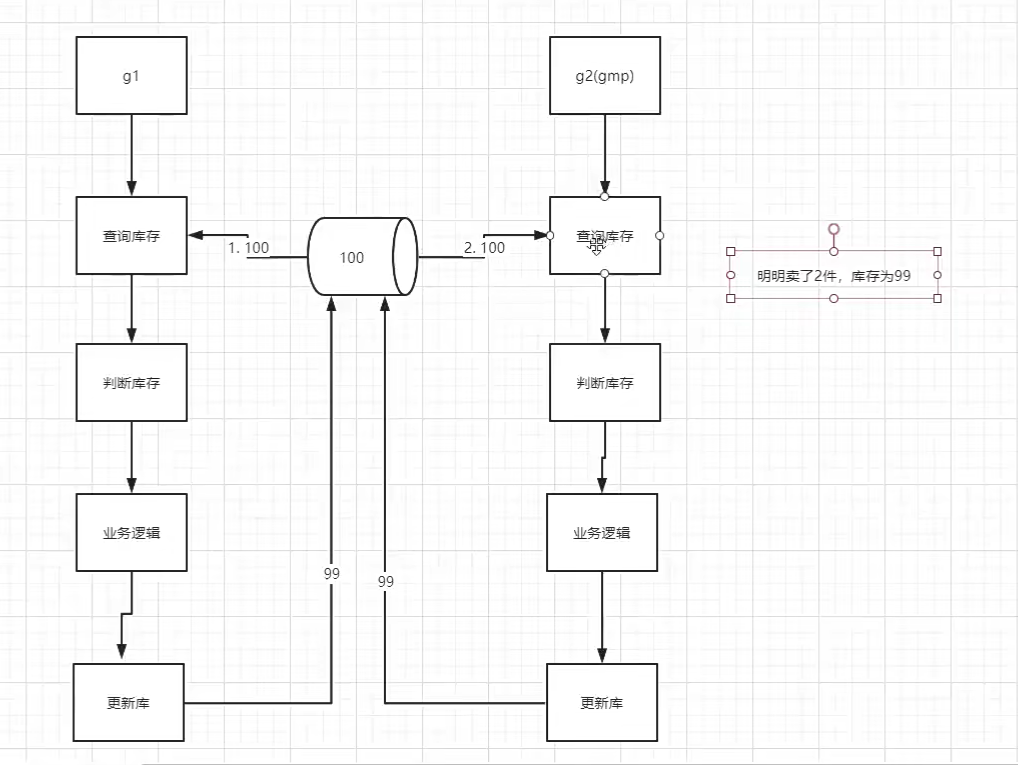 g1
g2(gmp)
查询库存
1. 100
100
2. 100
查询库存
明明卖了2件，库存为99
判断库存
判断库存
业务逻辑
业务逻辑
99
99
更新库
更新库